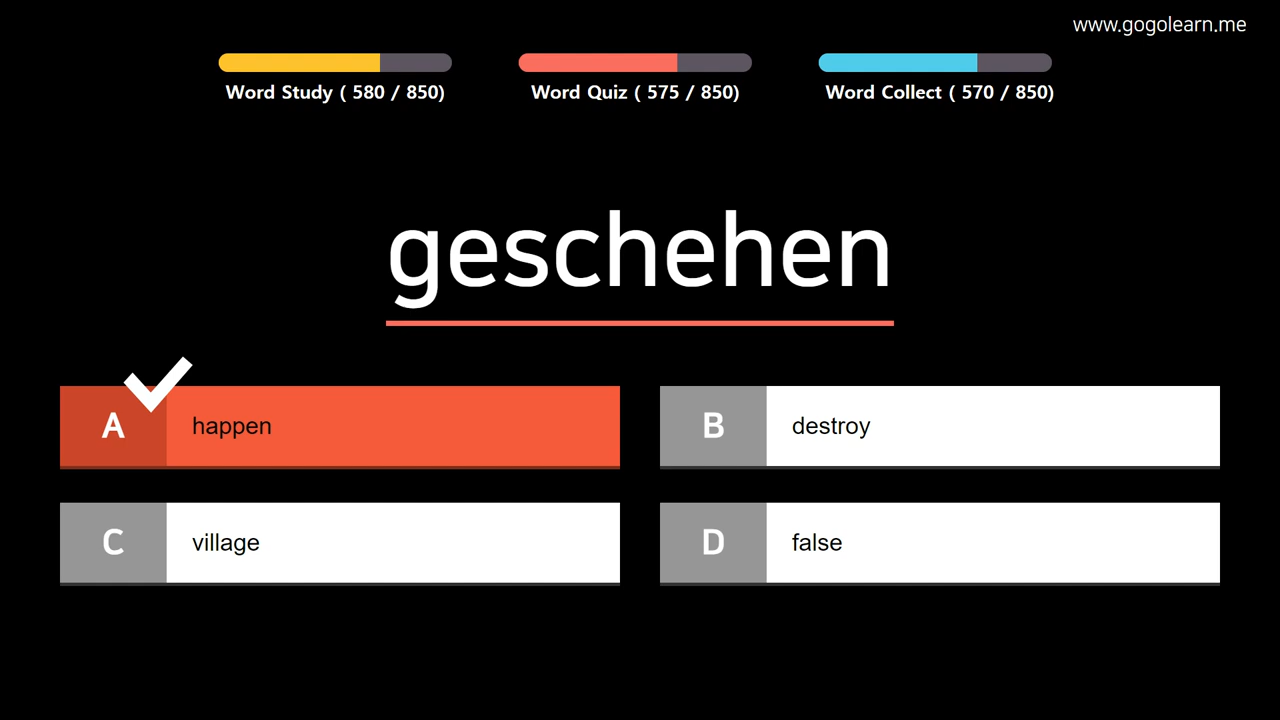 www.gogolearn.me
Word Study ( 580 / 850)
Word Quiz ( 575 / 850)
Word Collect ( 570 / 850)
geschehen
A happen
B destroy
C village
D false